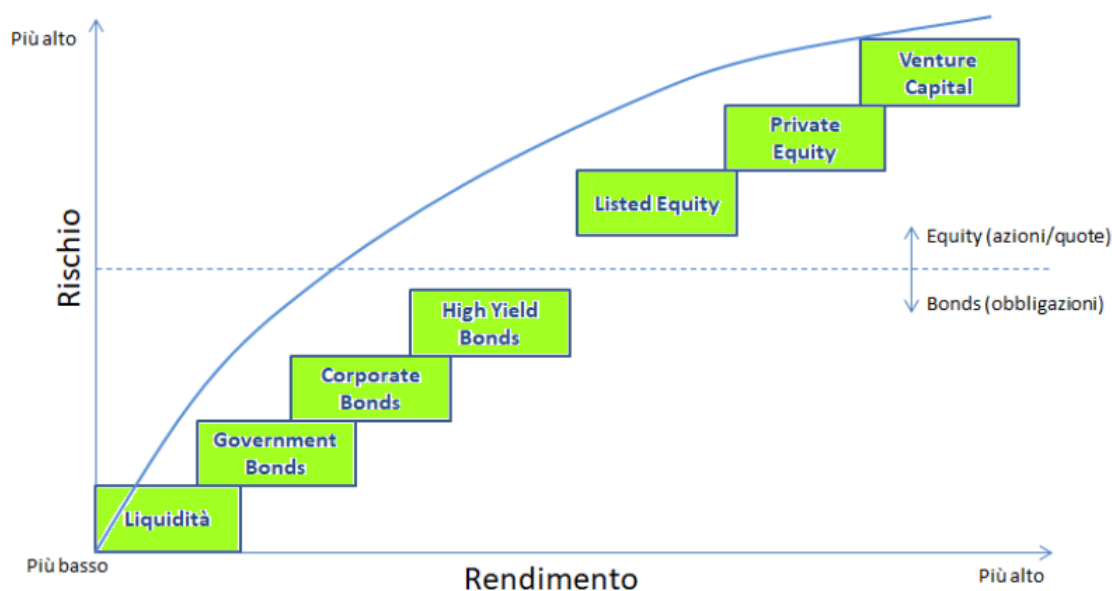 Più alto
Venture
Capital
Private
Equity
Listed Equity
Equity (azioni/quote)
Rischio
Bonds (obbligazioni)
High Yield
Bonds
Corporate
Bonds
Government
Bonds
Liquidità
Più basso
Rendimento
Più alto